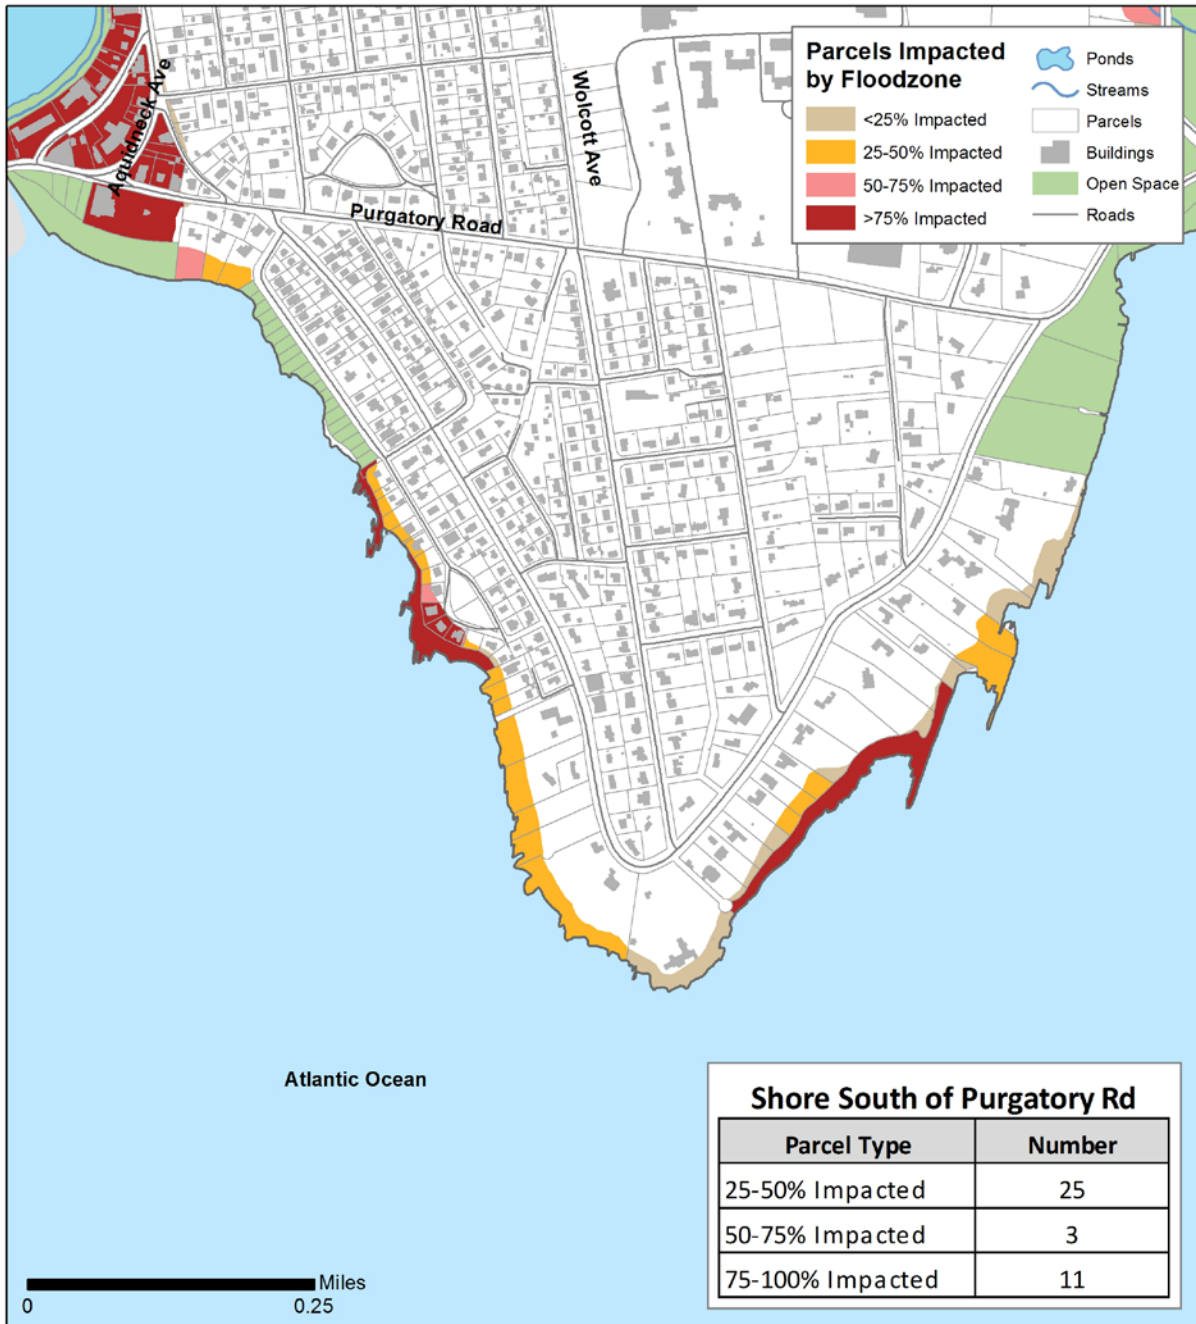 Aquidneck Ave
Wolcott Ave
Purgatory Road
Parcels Impacted
by Floodzone
<25% Impacted
25-50% Impacted
50-75% Impacted
>75% Impacted
Ponds
Streams
Parcels
Buildings
Open Space
Roads
Atlantic Ocean
Shore South of Purgatory Rd
Parcel Type Number
25-50% Impacted 25
50-75% Impacted 3
75-100% Impacted 11
Miles
0 0.25